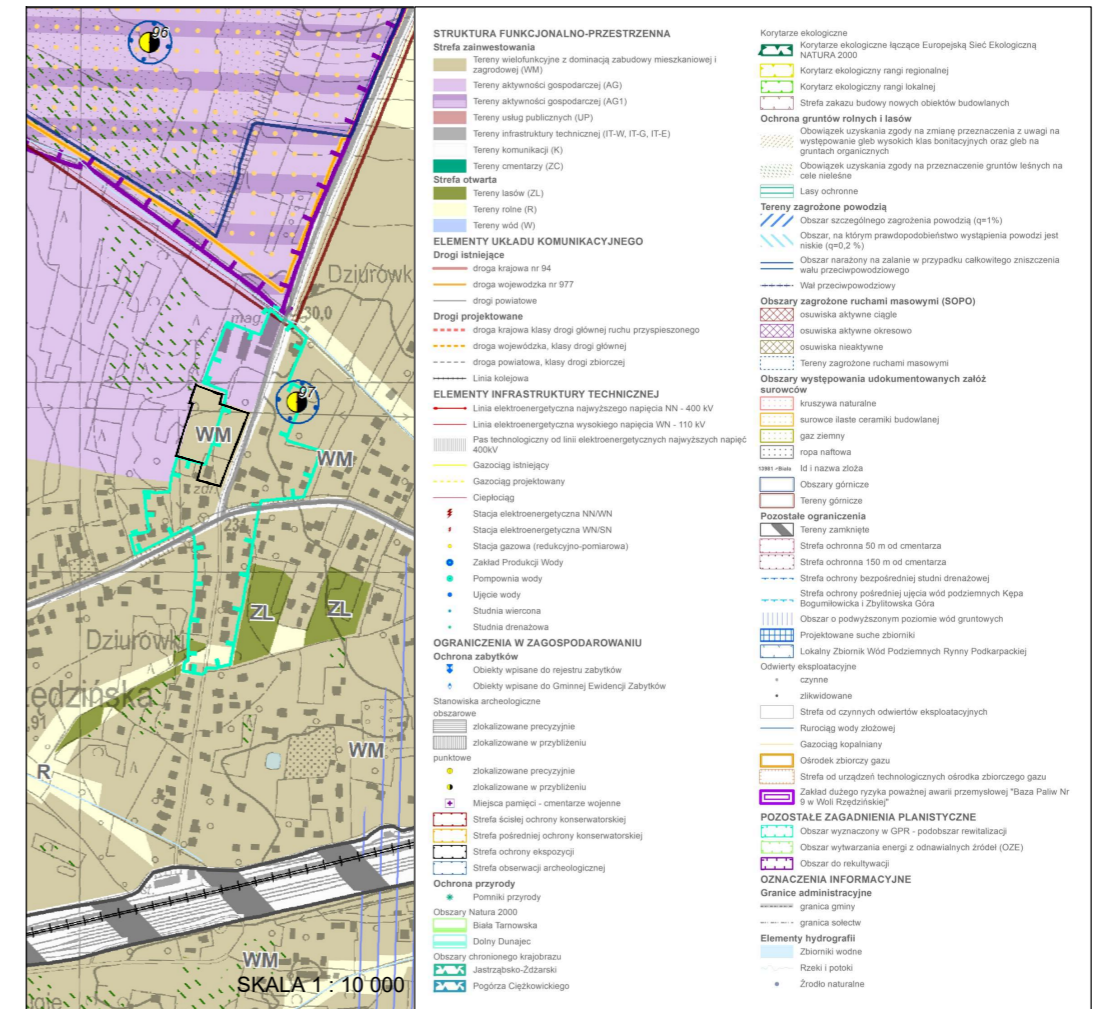 96
Dziurówk
mag.
30,0
97
WM
WM
zdr.
231
ZL
ZL
Dziurówki
ędzińska
91
WM
R
WM
SKALA 1 : 10 000
STRUKTURA FUNKCJONALNO-PRZESTRZENNA
Strefa zainwestowania
Tereny wielofunkcyjne z dominacją zabudowy mieszkaniowej i
zagrodowej (WM)
Tereny aktywności gospodarczej (AG)
Tereny aktywności gospodarczej (AG1)
Tereny usług publicznych (UP)
Tereny infrastruktury technicznej (IT-W, IT-G, IT-E)
Tereny komunikacji (K)
Tereny cmentarzy (ZC)
Strefa otwarta
Tereny lasów (ZL)
Tereny rolne (R)
Tereny wód (W)
ELEMENTY UKŁADU KOMUNIKACYJNEGO
Drogi istniejące
droga krajowa nr 94
droga wojewodzka nr 977
drogi powiatowe
Drogi projektowane
droga krajowa klasy drogi głównej ruchu przyspieszonego
droga wojewódzka, klasy drogi głównej
droga powiatowa, klasy drogi zbiorczej
Linia kolejowa
ELEMENTY INFRASTRUKTURY TECHNICZNEJ
Linia elektroenergetyczna najwyższego napięcia NN - 400 kV
Linia elektroenergetyczna wysokiego napięcia WN - 110 kV
Pas technologiczny od linii elektroenergetycznych najwyższych napięć
400kV
Gazociąg istniejący
Gazociąg projektowany
Ciepłociąg
Stacja elektroenergetyczna NN/WN
Stacja elektroenergetyczna WN/SN
Stacja gazowa (redukcyjno-pomiarowa)
Zakład Produkcji Wody
Pompownia wody
Ujęcie wody
Studnia wiercona
Studnia drenażowa
OGRANICZENIA W ZAGOSPODAROWANIU
Ochrona zabytków
Obiekty wpisane do rejestru zabytków
Obiekty wpisane do Gminnej Ewidencji Zabytków
Stanowiska archeologiczne
obszarowe
zlokalizowane precyzyjnie
zlokalizowane w przybliżeniu
punktowe
zlokalizowane precyzyjnie
zlokalizowane w przybliżeniu
Miejsca pamięci - cmentarze wojenne
Strefa ścisłej ochrony konserwatorskiej
Strefa pośredniej ochrony konserwatorskiej
Strefa ochrony ekspozycji
Strefa obserwacji archeologicznej
Ochrona przyrody
Pomniki przyrody
Obszary Natura 2000
Biała Tarnowska
Dolny Dunajec
Obszary chronionego krajobrazu
Jastrząbsko-Żdżarski
Pogórza Ciężkowickiego
Korytarze ekologiczne
Korytarze ekologiczne łączące Europejską Sieć Ekologiczną
NATURA 2000
Korytarz ekologiczny rangi regionalnej
Korytarz ekologiczny rangi lokalnej
Strefa zakazu budowy nowych obiektów budowlanych
Ochrona gruntów rolnych i lasów
Obowiązek uzyskania zgody na zmianę przeznaczenia z uwagi na
występowanie gleb wysokich klas bonitacyjnych oraz gleb na
gruntach organicznych
Obowiązek uzyskania zgody na przeznaczenie gruntów leśnych na
cele nieleśne
Lasy ochronne
Tereny zagrożone powodzią
Obszar szczególnego zagrożenia powodzią (q=1%)
Obszar, na którym prawdopodobieństwo wystąpienia powodzi jest
niskie (q=0,2 %)
Obszar narażony na zalanie w przypadku całkowitego zniszczenia
wału przeciwpowodziowego
Wał przeciwpowodziowy
Obszary zagrożone ruchami masowymi (SOPO)
osuwiska aktywne ciągle
osuwiska aktywne okresowo
osuwiska nieaktywne
Tereny zagrożone ruchami masowymi
Obszary występowania udokumentowanych załóż
surowców
kruszywa naturalne
surowce ilaste ceramiki budowlanej
gaz ziemny
ropa naftowa
Id i nazwa złoża
Obszary górnicze
Tereny górnicze
Pozostałe ograniczenia
Tereny zamknięte
Strefa ochronna 50 m od cmentarza
Strefa ochronna 150 m od cmentarza
Strefa ochrony bezpośredniej studni drenażowej
Strefa ochrony pośredniej ujęcia wód podziemnych Kępa
Bogumiłowicka i Zbylitowska Góra
Obszar o podwyższonym poziomie wód gruntowych
Projektowane suche zbiorniki
Lokalny Zbiornik Wód Podziemnych Rynny Podkarpackiej
Odwierty eksploatacyjne
czynne
zlikwidowane
Strefa od czynnych odwiertów eksploatacyjnych
Rurociąg wody złożowej
Gazociąg kopalniany
Ośrodek zbiorczy gazu
Strefa od urządzeń technologicznych ośrodka zbiorczego gazu
Zakład dużego ryzyka poważnej awarii przemysłowej "Baza Paliw Nr
9 w Woli Rzędzińskiej"
POZOSTAŁE ZAGADNIENIA PLANISTYCZNE
Obszar wyznaczony w GPR - podobszar rewitalizacji
Obszar wytwarzania energi z odnawialnych źródeł (OZE)
Obszar do rekultywacji
OZNACZENIA INFORMACYJNE
Granice administracyjne
granica gminy
granica sołectw
Elementy hydrografii
Zbiorniki wodne
Rzeki i potoki
Żrodło naturalne